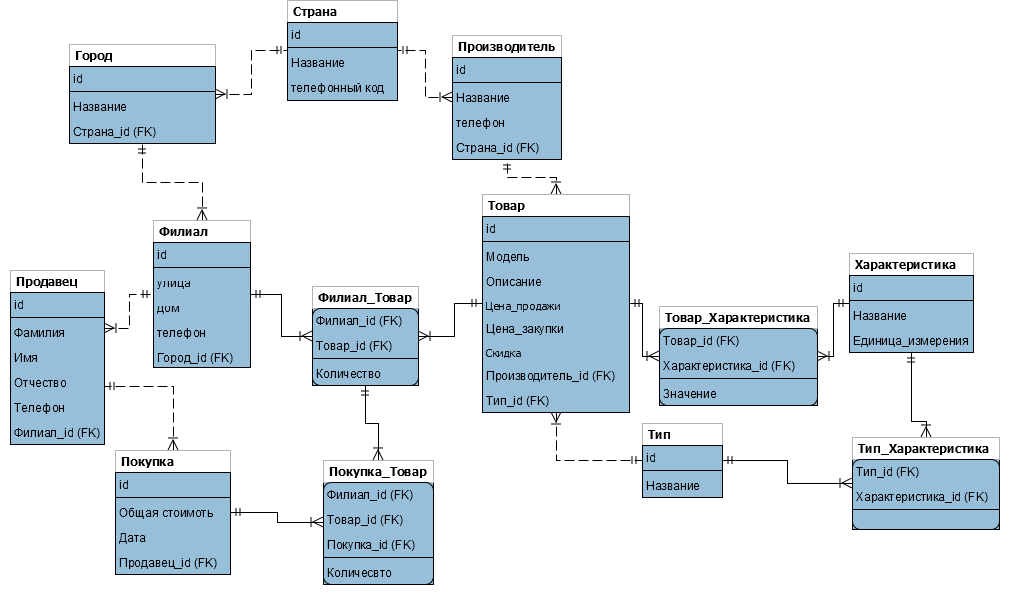 Страна
id
Название
телефонный код
Город
id
Название
Страна_id (FK)
Производитель
id
Название
телефон
Страна_id (FK)
Филиал
id
улица
дом
телефон
Город_id (FK)
Товар
id
Модель
Описание
Цена_продажи
Цена_закупки
Скидка
Производитель_id (FK)
Тип_id (FK)
Продавец
id
Фамилия
Имя
Отчество
Телефон
Филиал_id (FK)
Филиал_Товар
Филиал_id (FK)
Товар_id (FK)
Количество
Товар_Характеристика
Товар_id (FK)
Характеристика_id (FK)
Значение
Характеристика
id
Название
Единица_измерения
Покупка
id
Общая стоимоть
Дата
Продавец_id (FK)
Покупка_Товар
Филиал_id (FK)
Товар_id (FK)
Покупка_id (FK)
Количесвто
Тип
id
Название
Тип_Характеристика
Тип_id (FK)
Характеристика_id (FK)